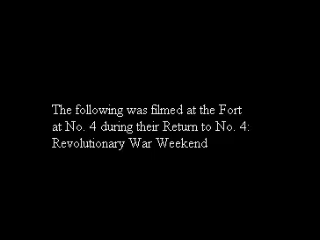 The following was filmed at the Fort
at No. 4 during their Return to No. 4:
Revolutionary War Weekend